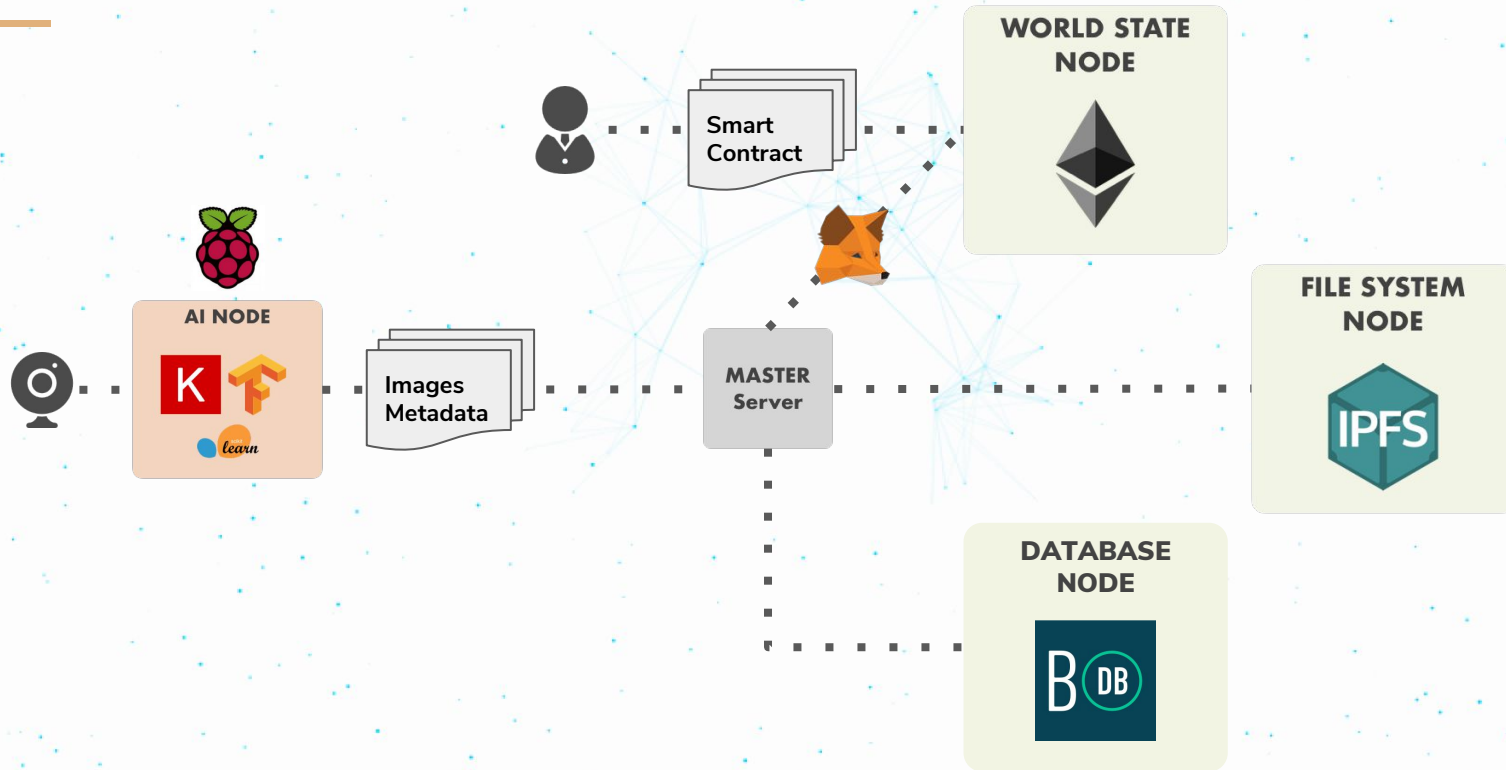 WORLD STATE
NODE
Smart
Contract
AI NODE
K
scikit
learn
Images
Metadata
MASTER
Server
FILE SYSTEM
NODE
IPFS
DATABASE
NODE
B DB